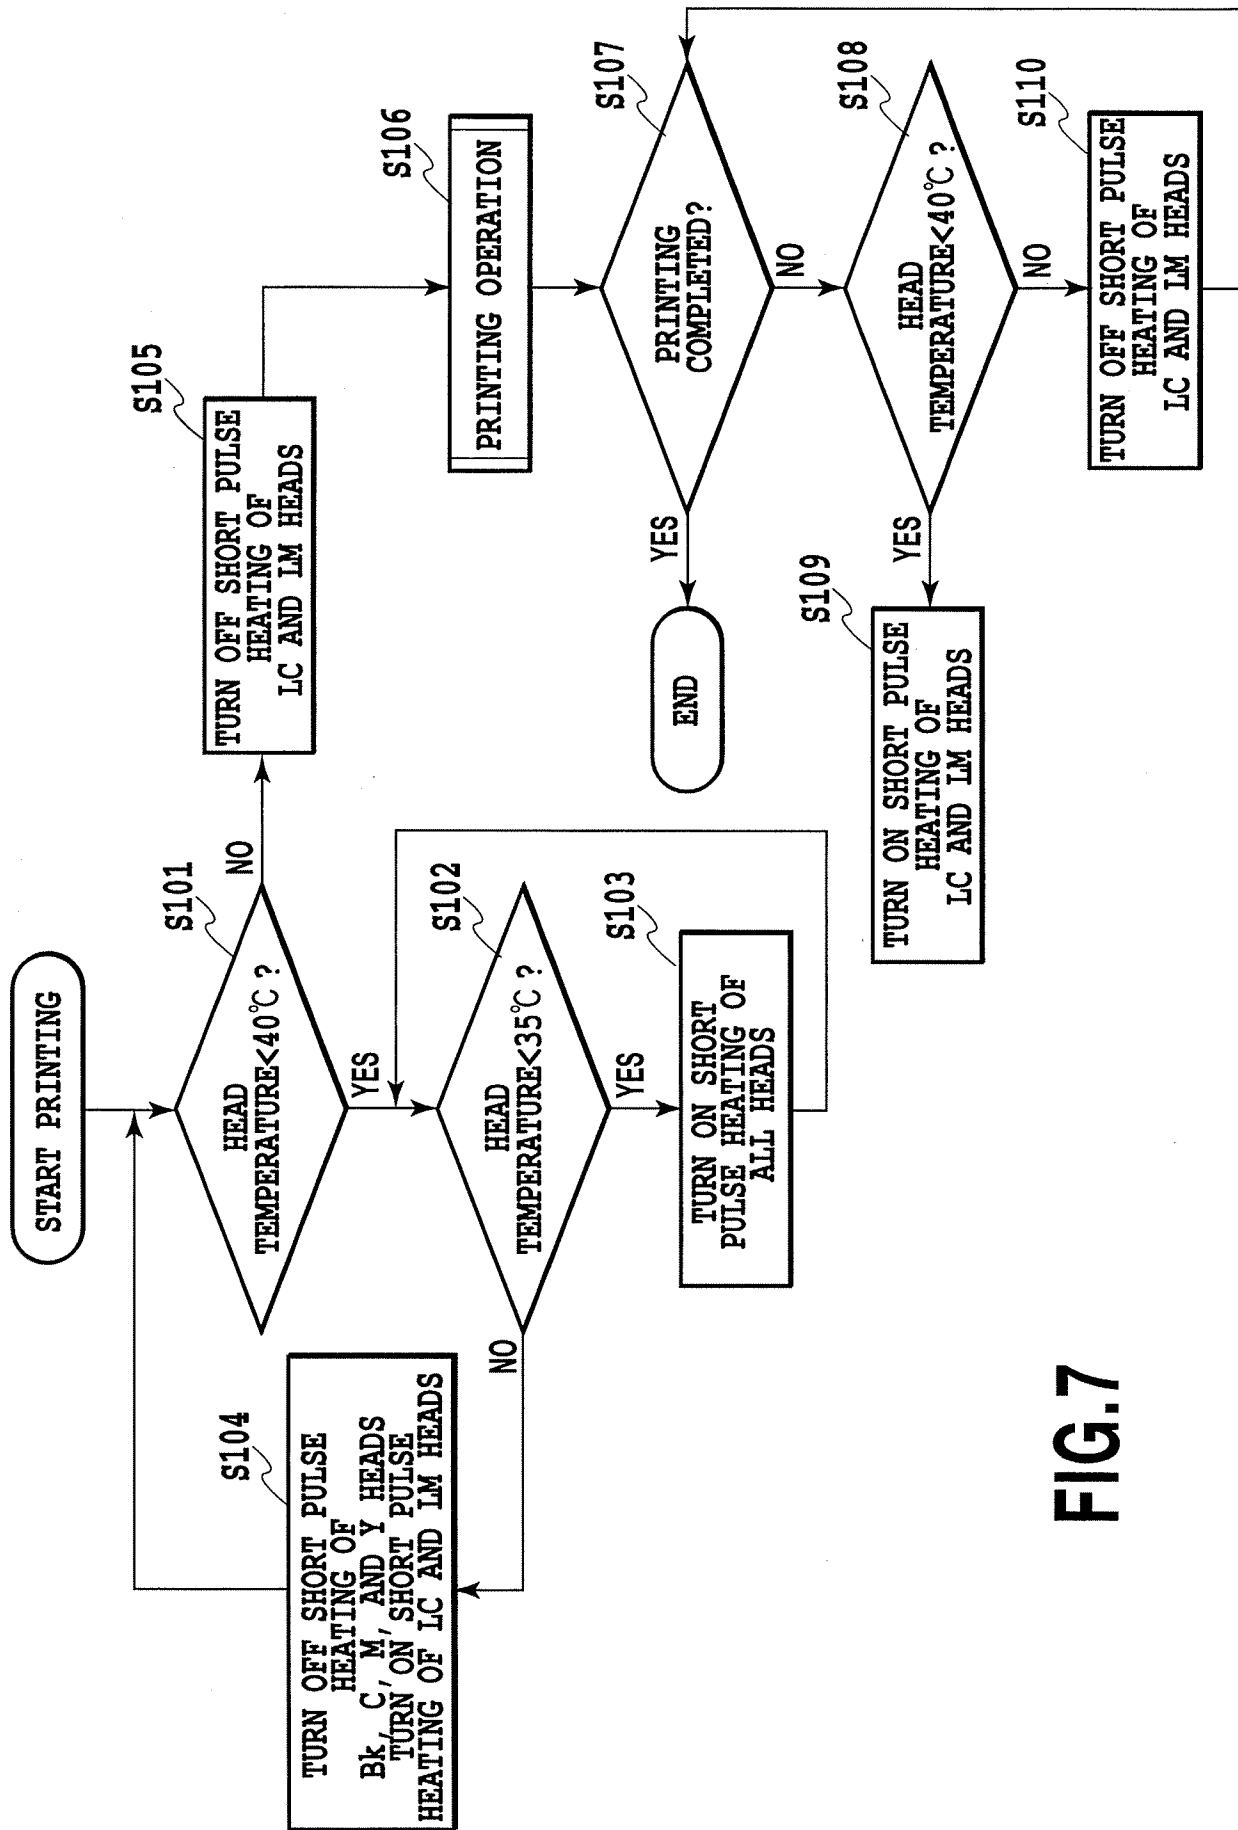 START PRINTING
S101
HEAD
TEMPERATURE<40℃ ?
NO
YES
S102
HEAD
TEMPERATURE<35℃ ?
NO
YES
S103
TURN ON SHORT
PULSE HEATING OF
ALL HEADS
S104
TURN OFF SHORT PULSE
HEATING OF
Bk, C, M, AND Y HEADS
TURN ON SHORT PULSE
HEATING OF LC AND LM HEADS
S105
TURN OFF SHORT PULSE
HEATING OF
LC AND LM HEADS
S106
PRINTING OPERATION
S107
PRINTING
COMPLETED?
YES
NO
END
S108
HEAD
TEMPERATURE<40℃ ?
YES
NO
S109
TURN ON SHORT PULSE
HEATING OF
LC AND LM HEADS
S110
TURN OFF SHORT PULSE
HEATING OF
LC AND LM HEADS
FIG.7